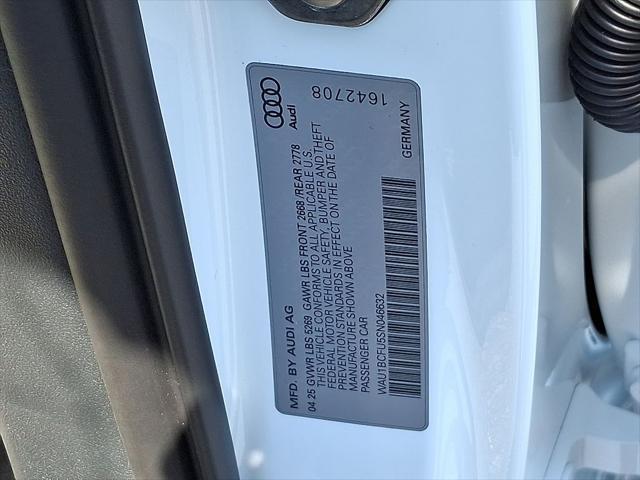 MFD. BY AUDI AG
Audi
04.25 GVWR LBS 5269 GAWR LBS FRONT 2668 /REAR 2778
THIS VEHICLE CONFORMS TO ALL APPLICABLE U.S.
FEDERAL MOTOR VEHICLE SAFETY, BUMPER AND THEFT
PREVENTION STANDARDS IN EFFECT ON THE DATE OF
MANUFACTURE SHOWN ABOVE
PASSENGER CAR
WAU1BCFU5SN046632
GERMANY
1642708